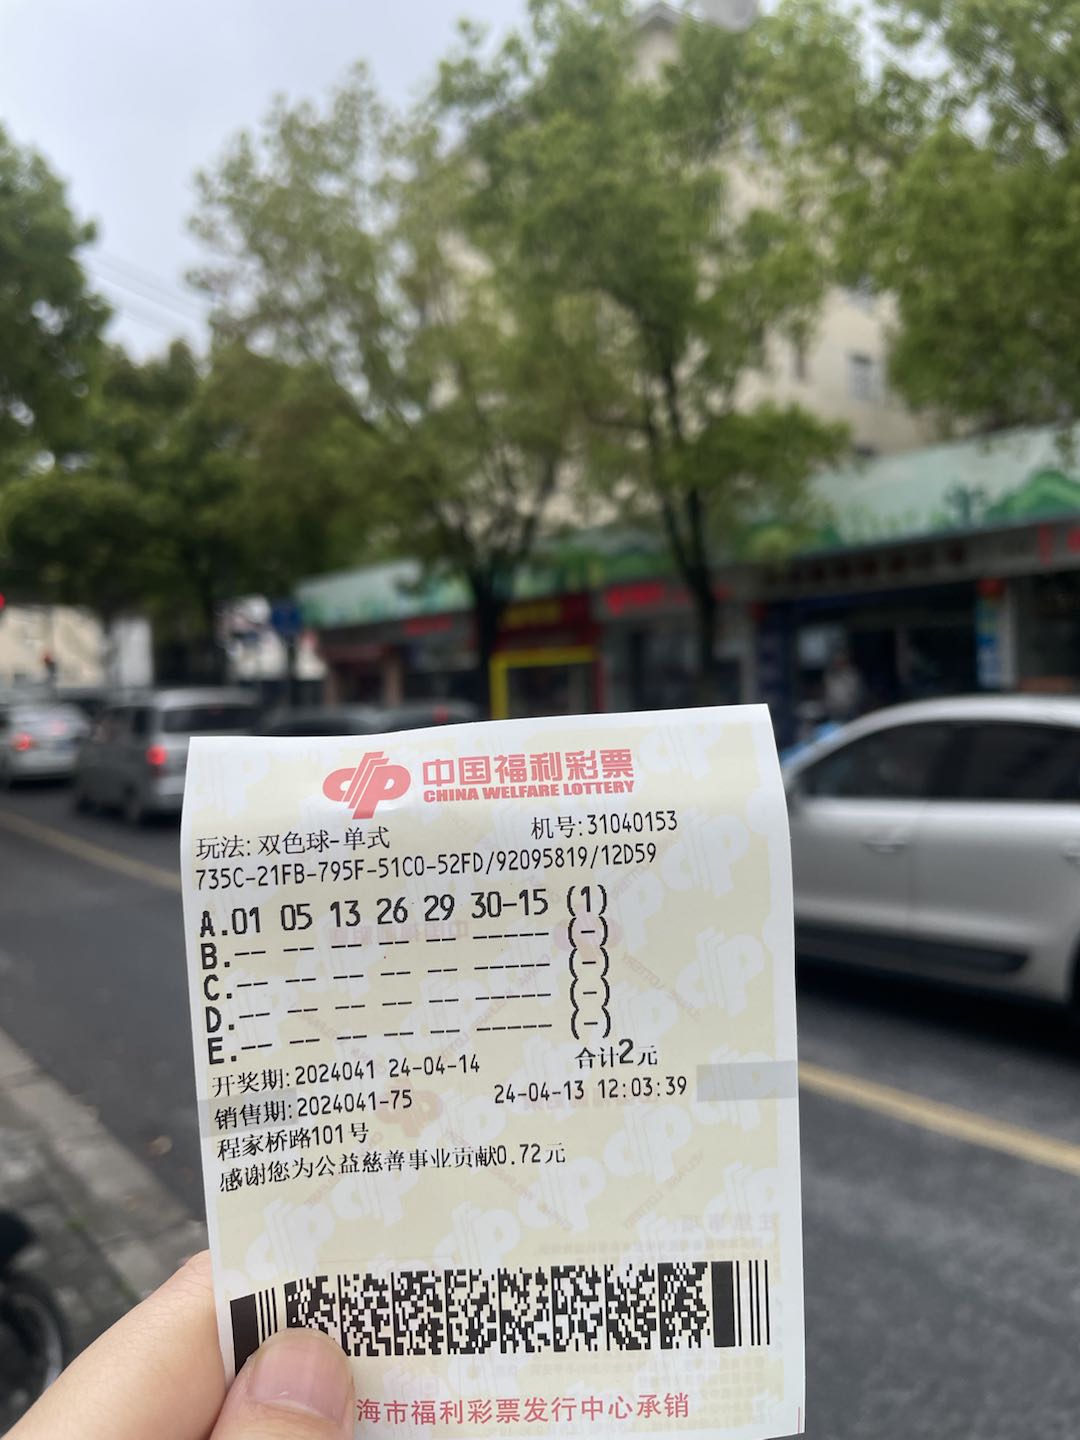 中国福利彩票
CHINA WELFARE LOTTERY
玩法:双色球-单式 机号:31040153
735C-21FB-795F-51C0-52FD/92095819/12D59
A.01 05 13 26 29 30-15 (1)
B.-- -- -- -- -- ----- (-)
C.-- -- -- -- -- ----- (-)
D.-- -- -- -- -- ----- (-)
E.-- -- -- -- -- ----- (-)
开奖期:2024041 24-04-14 合计2元
销售期:2024041-75 24-04-13 12:03:39
程家桥路101号
感谢您为公益慈善事业贡献0.72元
海市福利彩票发行中心承销